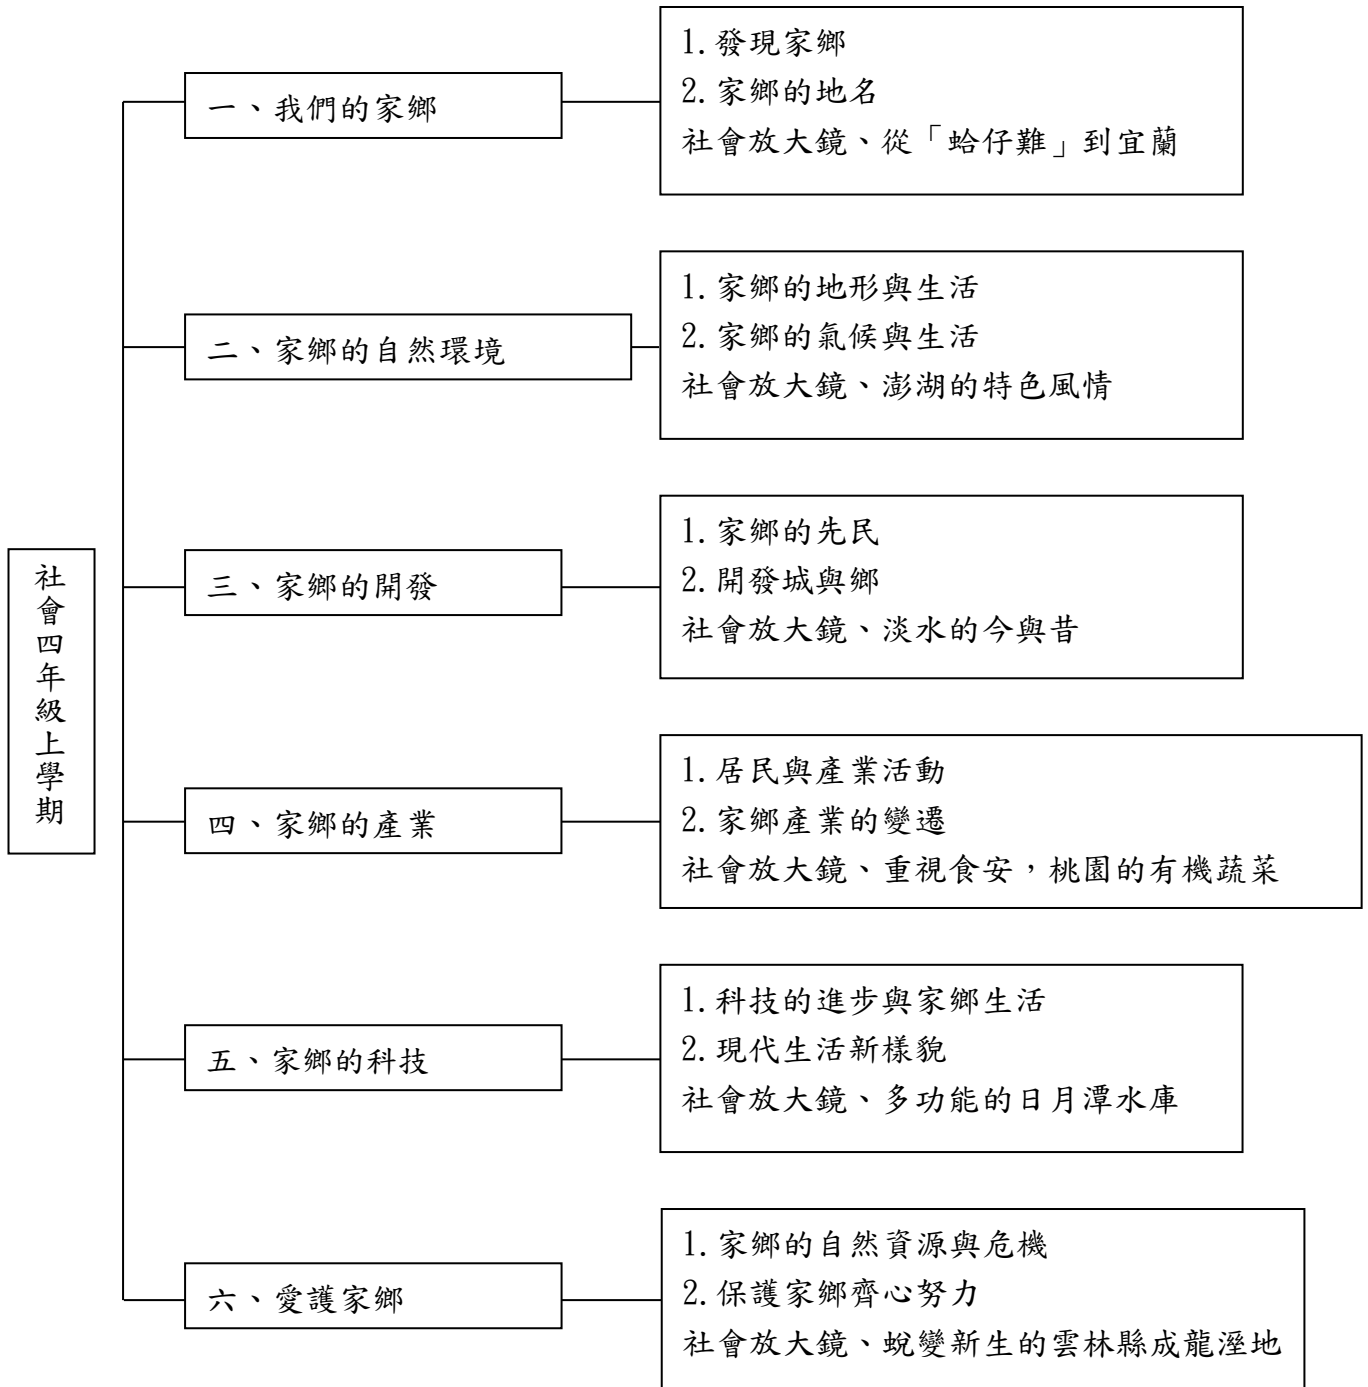 社會四年級上學期
一、我們的家鄉
1.發現家鄉
2.家鄉的地名
社會放大鏡、從「蛤仔難」到宜蘭
二、家鄉的自然環境
1.家鄉的地形與生活
2.家鄉的氣候與生活
社會放大鏡、澎湖的特色風情
三、家鄉的開發
1.家鄉的先民
2.開發城與鄉
社會放大鏡、淡水的今與昔
四、家鄉的產業
1.居民與產業活動
2.家鄉產業的變遷
社會放大鏡、重視食安，桃園的有機蔬菜
五、家鄉的科技
1.科技的進步與家鄉生活
2.現代生活新樣貌
社會放大鏡、多功能的日月潭水庫
六、愛護家鄉
1.家鄉的自然資源與危機
2.保護家鄉齊心努力
社會放大鏡、蛻變新生的雲林縣成龍溼地